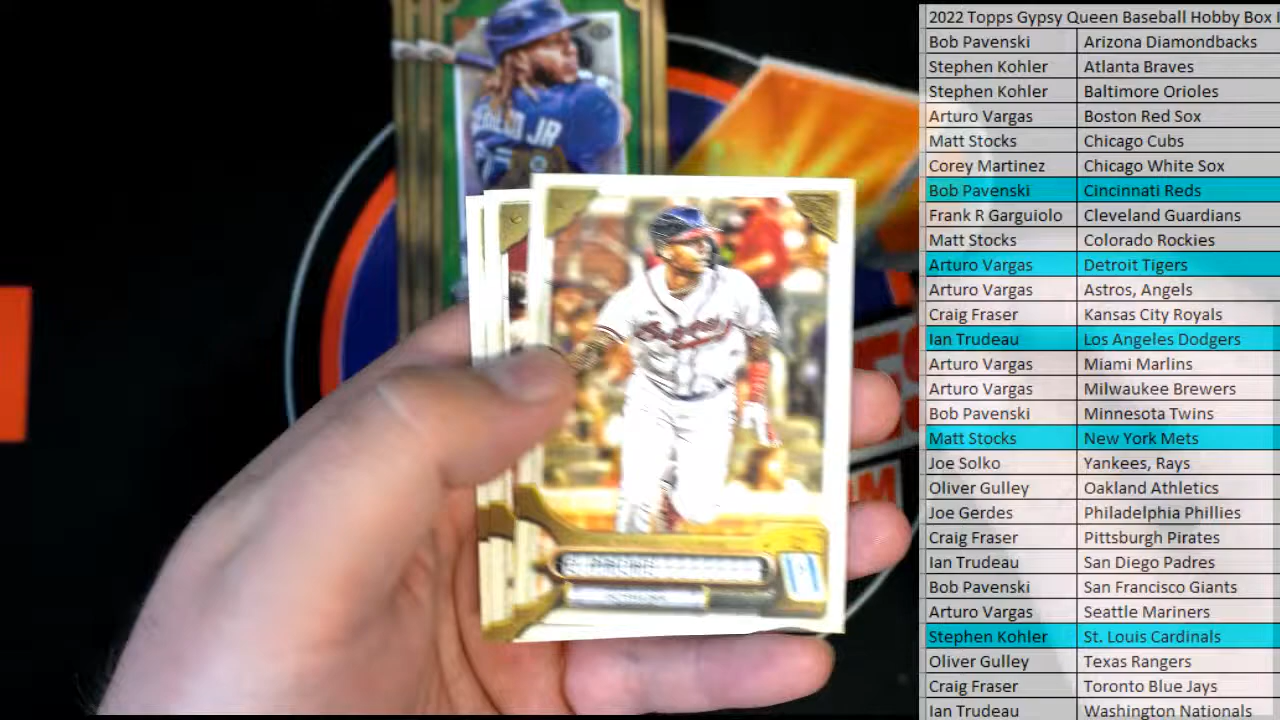 2022 Topps Gypsy Queen Baseball Hobby Box
Bob Pavenski Arizona Diamondbacks
Stephen Kohler Atlanta Braves
Stephen Kohler Baltimore Orioles
Arturo Vargas Boston Red Sox
Matt Stocks Chicago Cubs
Corey Martinez Chicago White Sox
Bob Pavenski Cincinnati Reds
Frank R Garguiolo Cleveland Guardians
Matt Stocks Colorado Rockies
Arturo Vargas Detroit Tigers
Arturo Vargas Astros, Angels
Craig Fraser Kansas City Royals
Ian Trudeau Los Angeles Dodgers
Arturo Vargas Miami Marlins
Arturo Vargas Milwaukee Brewers
Bob Pavenski Minnesota Twins
Matt Stocks New York Mets
Joe Solko Yankees, Rays
Oliver Gulley Oakland Athletics
Joe Gerdes Philadelphia Phillies
Craig Fraser Pittsburgh Pirates
Ian Trudeau San Diego Padres
Bob Pavenski San Francisco Giants
Arturo Vargas Seattle Mariners
Stephen Kohler St. Louis Cardinals
Oliver Gulley Texas Rangers
Craig Fraser Toronto Blue Jays
Ian Trudeau Washington Nationals
JR